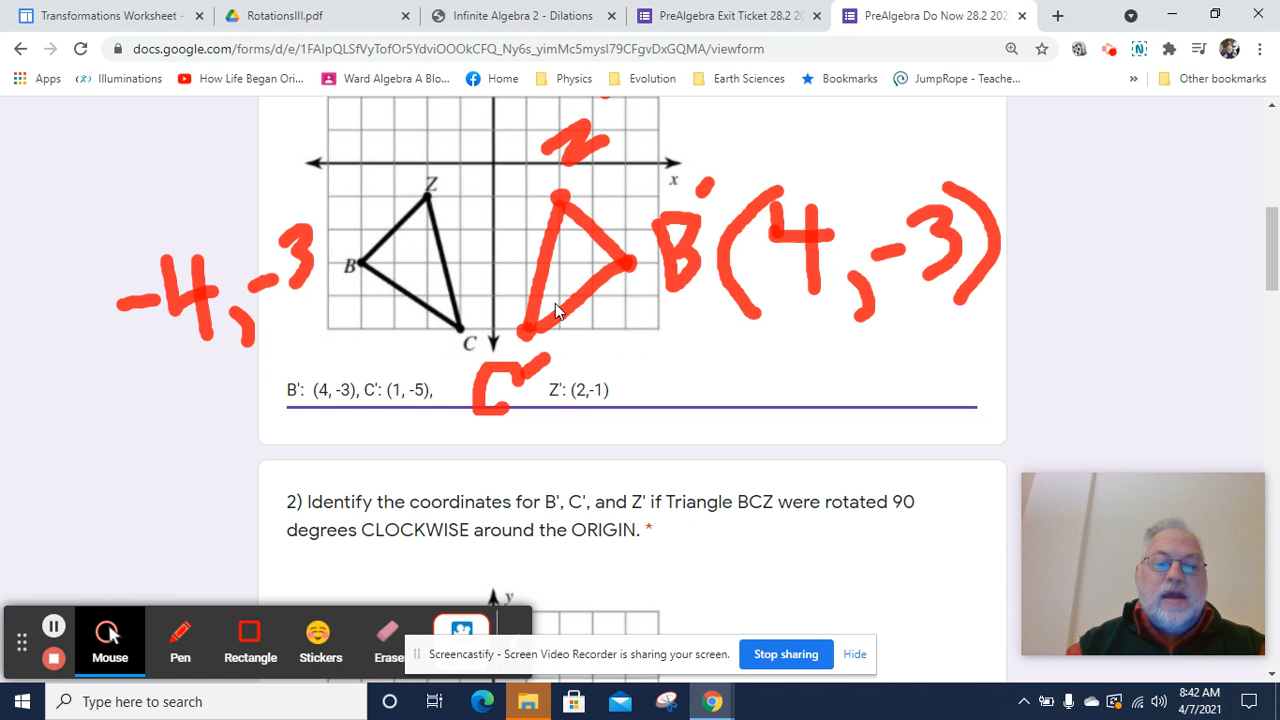 Transformations Worksheet -
RotationsIII.pdf
Infinite Algebra 2 - Dilations
PreAlgebra Exit Ticket 28.2 202
PreAlgebra Do Now 28.2 202
docs.google.com/forms/d/e/1FAIpQLSfVyTofOr5YdviOOOkCFQ_Ny6s_yimMc5mysl79CFgvDxGQMA/viewform
Apps
Illuminations
How Life Began Ori...
Ward Algebra A Blo...
Home
Physics
Evolution
Earth Sciences
Bookmarks
JumpRope - Teache...
»
Other bookmarks
Z'
x
Z
B
B'(4,-3)
-4,-3
C
C'
B': (4, -3), C': (1, -5), Z': (2,-1)
2) Identify the coordinates for B', C', and Z' if Triangle BCZ were rotated 90
degrees CLOCKWISE around the ORIGIN. *
y
Mouse
Pen
Rectangle
Stickers
Screencastify - Screen Video Recorder is sharing your screen.
Stop sharing
Hide
Type here to search
8:42 AM
4/7/2021